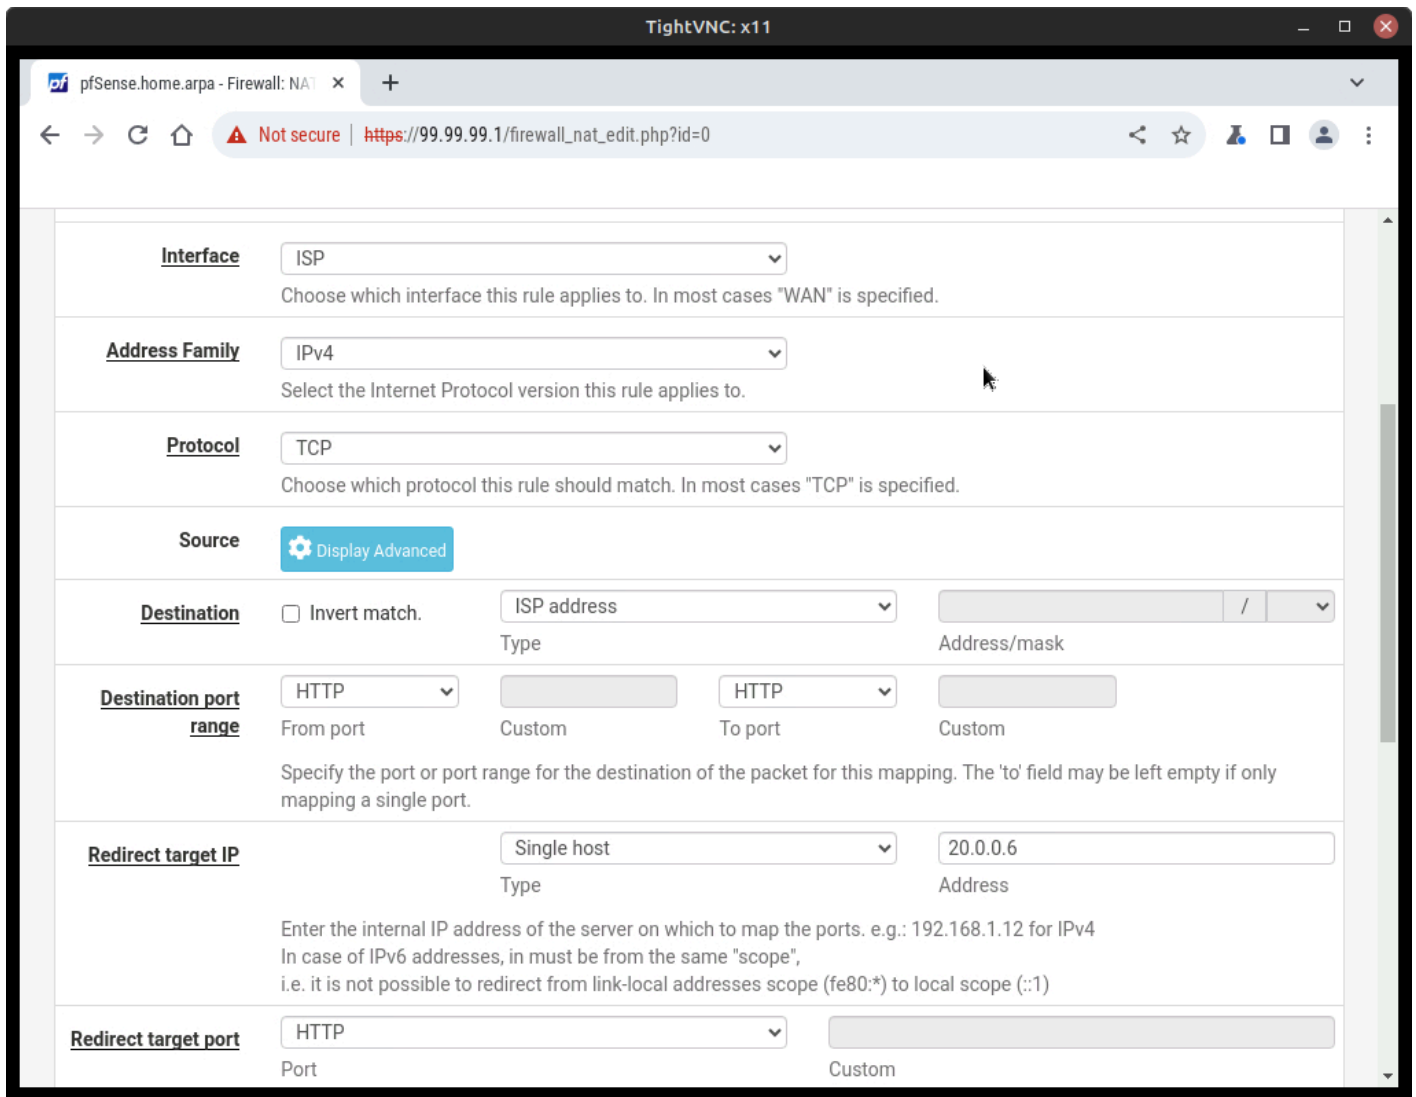 TightVNC: x11
pfSense.home.arpa - Firewall: NAT
Not secure https://99.99.99.1/firewall_nat_edit.php?id=0
Interface
ISP
Choose which interface this rule applies to. In most cases "WAN" is specified.
Address Family
IPv4
Select the Internet Protocol version this rule applies to.
Protocol
TCP
Choose which protocol this rule should match. In most cases "TCP" is specified.
Source
Display Advanced
Destination
Invert match.
ISP address
/
Type
Address/mask
Destination port
range
HTTP
HTTP
From port
Custom
To port
Custom
Specify the port or port range for the destination of the packet for this mapping. The 'to' field may be left empty if only
mapping a single port.
Redirect target IP
Single host
20.0.0.6
Type
Address
Enter the internal IP address of the server on which to map the ports. e.g.: 192.168.1.12 for IPv4
In case of IPv6 addresses, in must be from the same "scope",
i.e. it is not possible to redirect from link-local addresses scope (fe80:*) to local scope (::1)
Redirect target port
HTTP
Port
Custom